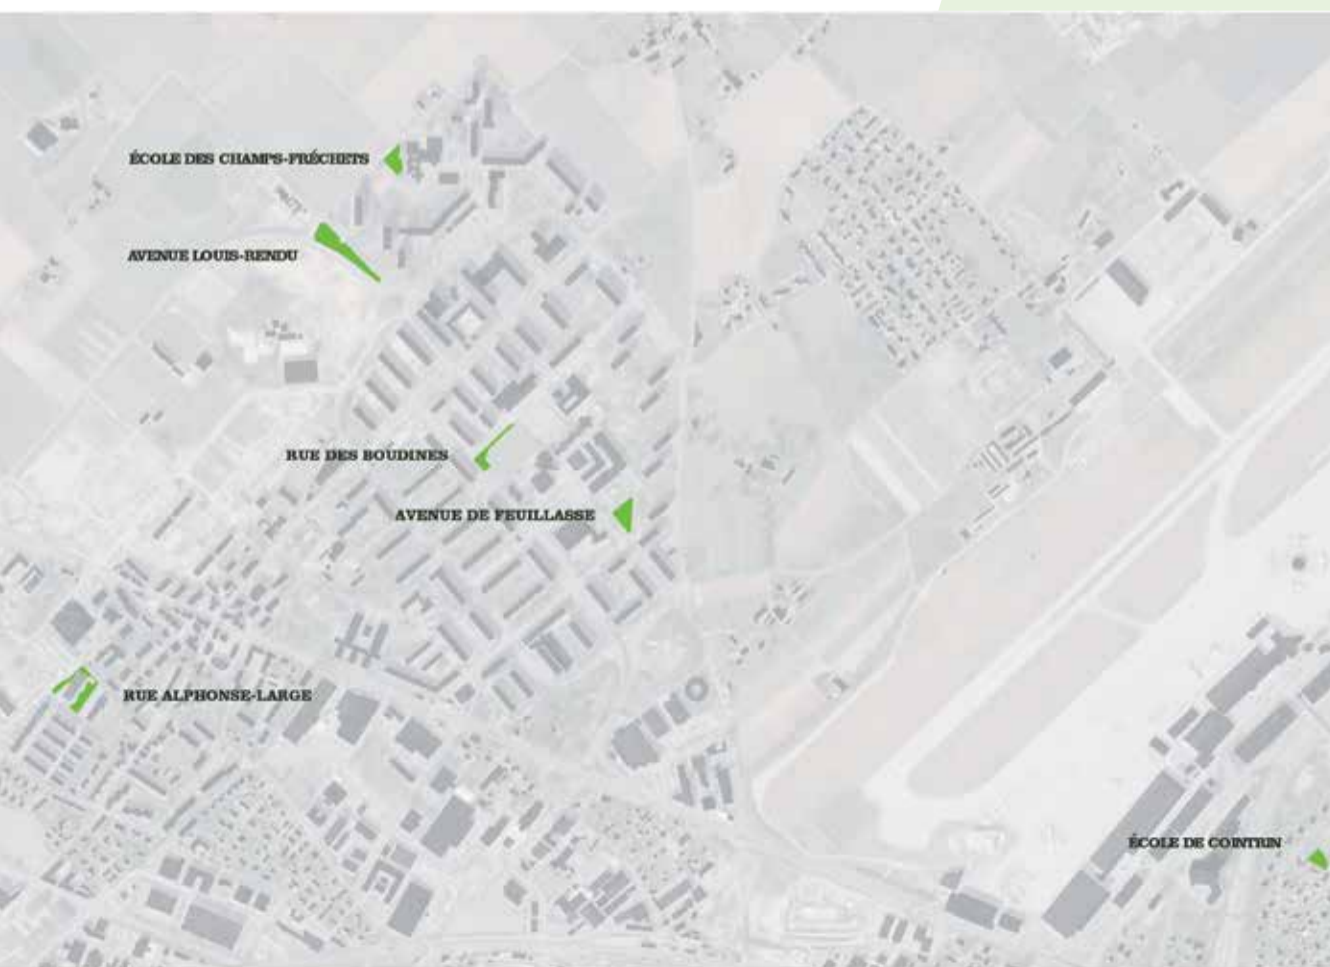 ÉCOLE DES CHAMPS-FRÉCHETS
AVENUE LOUIS-RENDU
RUE DES BOUDINES
AVENUE DE FEUILLASSE
RUE ALPHONSE-LARGE
ÉCOLE DE COINTRIN